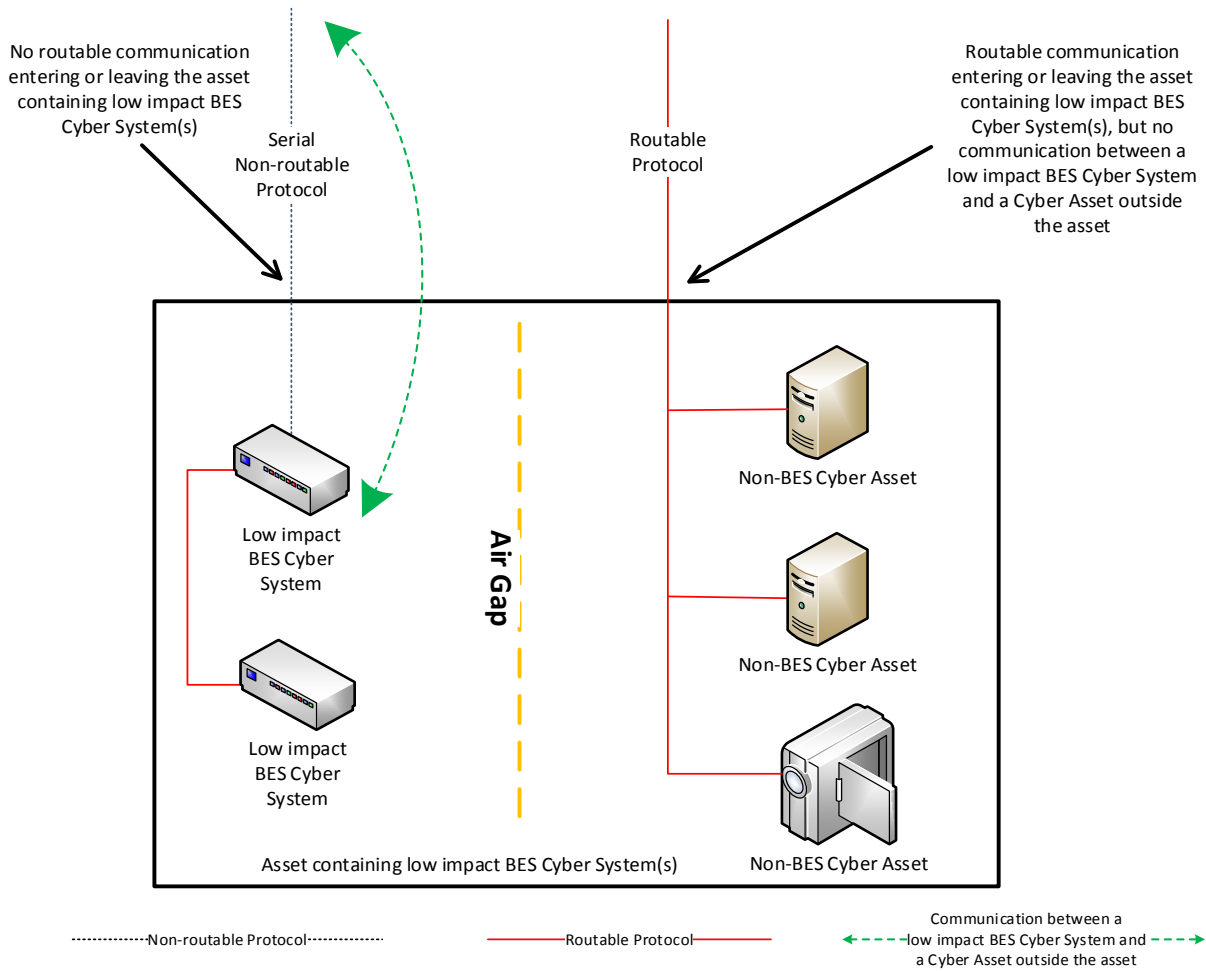 No routable communication
entering or leaving the asset
containing low impact BES
Cyber System(s)
Serial
Non-routable
Protocol
Routable
Protocol
Routable communication
entering or leaving the asset
containing low impact BES
Cyber System(s), but no
communication between a
low impact BES Cyber System
and a Cyber Asset outside
the asset
Low impact
BES Cyber
System
Low impact
BES Cyber
System
Air Gap
Non-BES Cyber Asset
Non-BES Cyber Asset
Non-BES Cyber Asset
Asset containing low impact BES Cyber System(s)
Non-routable Protocol
Routable Protocol
Communication between a
low impact BES Cyber System and
a Cyber Asset outside the asset